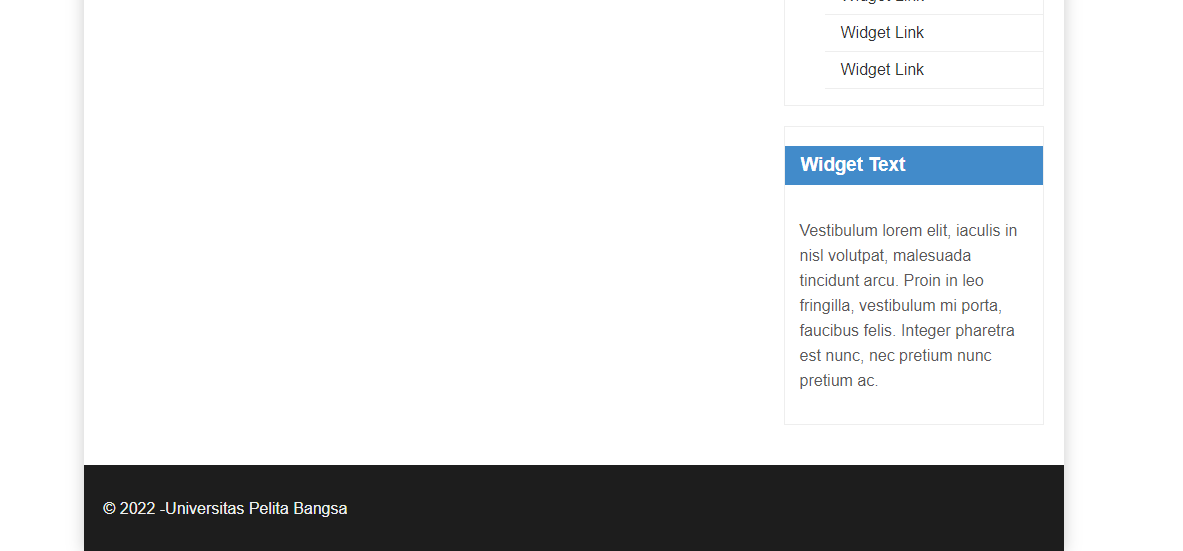 Widget Link
Widget Link
Widget Link
Widget Text
Vestibulum lorem elit, iaculis in
nisl volutpat, malesuada
tincidunt arcu. Proin in leo
fringilla, vestibulum mi porta,
faucibus felis. Integer pharetra
est nunc, nec pretium nunc
pretium ac.
© 2022 -Universitas Pelita Bangsa